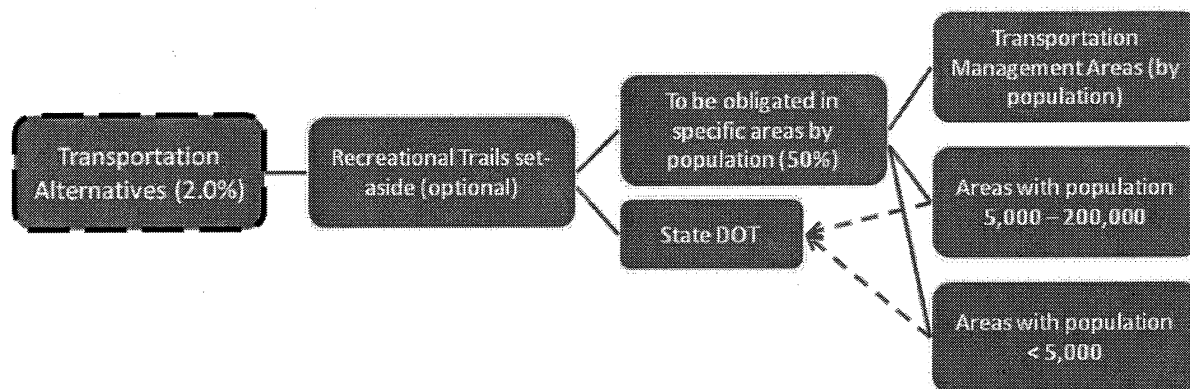 Transportation
Alternatives (2.0%)
Recreational Trails set-
aside (optional)
To be obligated in
specific areas by
population (50%)
State DOT
Transportation
Management Areas (by
population)
Areas with population
5,000 – 200,000
Areas with population
< 5,000